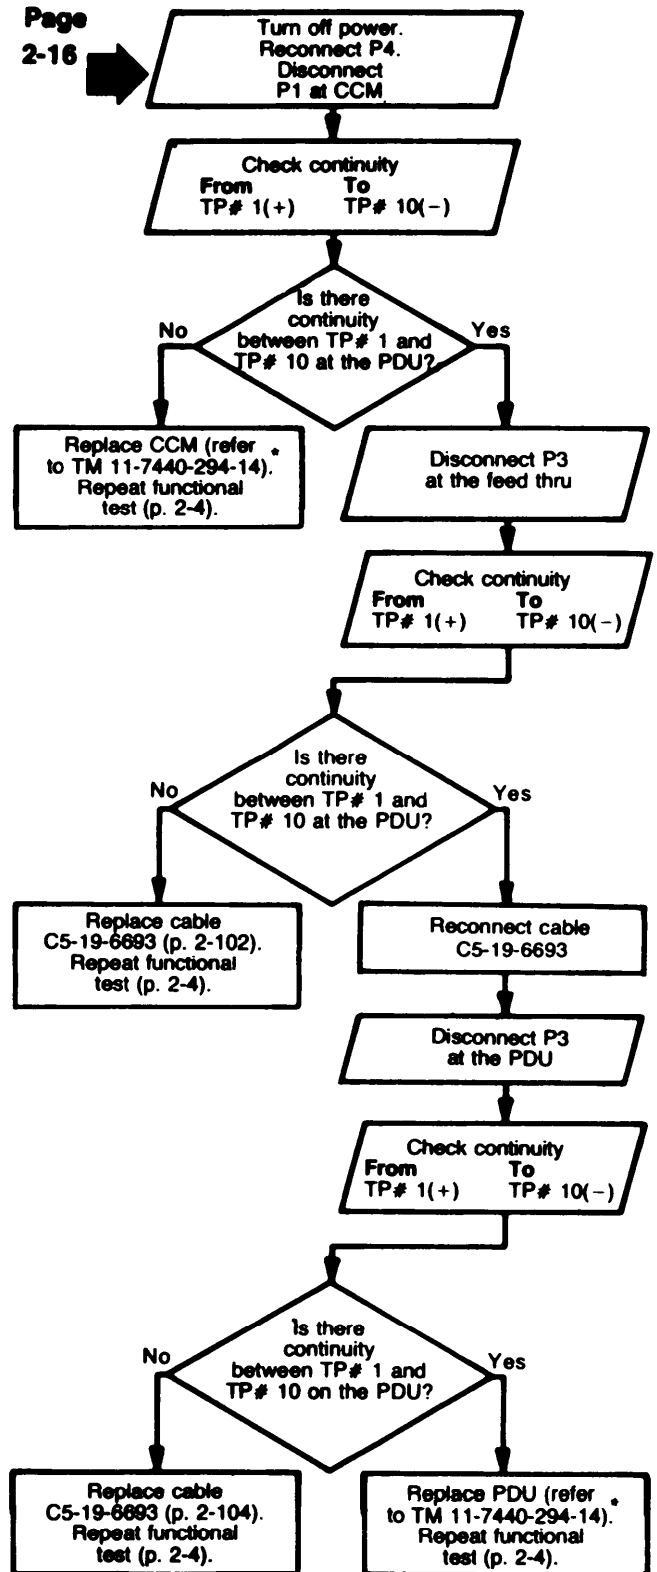 Page
2-16
Turn off power.
Reconnect P4.
Disconnect
P1 at CCM
Check continuity
From To
TP# 1(+) TP# 10(-)
Is there
continuity
between TP# 1 and
TP# 10 at the PDU?
No
Yes
Replace CCM (refer
to TM 11-7440-294-14).*
Repeat functional
test (p. 2-4).
Disconnect P3
at the feed thru
Check continuity
From To
TP# 1(+) TP# 10(-)
Is there
continuity
between TP# 1 and
TP# 10 at the PDU?
No
Yes
Replace cable
C5-19-6693 (p. 2-102).
Repeat functional
test (p. 2-4).
Reconnect cable
C5-19-6693
Disconnect P3
at the PDU
Check continuity
From To
TP# 1(+) TP# 10(-)
Is there
continuity
between TP# 1 and
TP# 10 on the PDU?
No
Yes
Replace cable
C5-19-6693 (p. 2-104).
Repeat functional
test (p. 2-4).
Replace PDU (refer
to TM 11-7440-294-14).*
Repeat functional
test (p. 2-4).